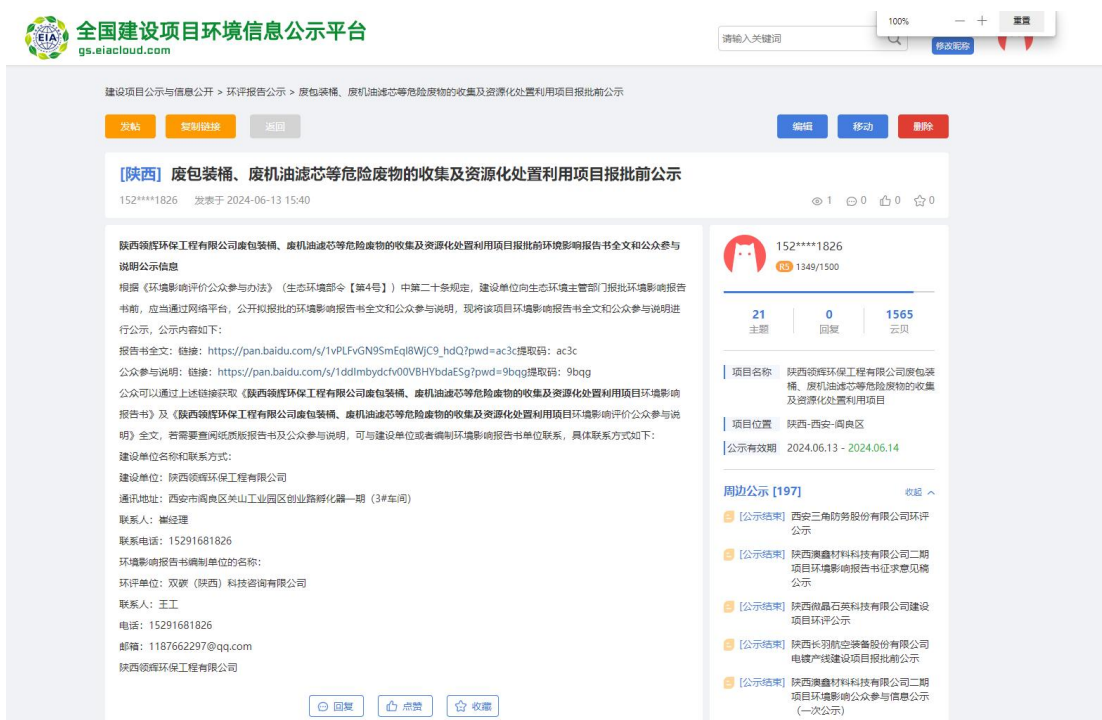 EIA
全国建设项目环境信息公示平台
gs.eiacloud.com
请输入关键词
100%
重置
修改昵称
建设项目公示与信息公开 > 环评报告公示 > 废包装桶、废机油滤芯等危险废物的收集及资源化处置利用项目报批前公示
发帖
复制链接
返回
编辑
移动
删除
[陕西] 废包装桶、废机油滤芯等危险废物的收集及资源化处置利用项目报批前公示
152****1826 发表于 2024-06-13 15:40
1 0 0 0
陕西领辉环保工程有限公司废包装桶、废机油滤芯等危险废物的收集及资源化处置利用项目报批前环境影响报告书全文和公众参与
说明公示信息
根据《环境影响评价公众参与办法》（生态环境部令【第4号】）中第二十条规定，建设单位向生态环境主管部门报批环境影响报告
书前，应当通过网络平台，公开拟报批的环境影响报告书全文和公众参与说明，现将该项目环境影响报告书全文和公众参与说明进
行公示，公示内容如下：
报告书全文：链接：https://pan.baidu.com/s/1vPLFvGN9SmEql8WjC9_hdQ?pwd=ac3c提取码：ac3c
公众参与说明：链接：https://pan.baidu.com/s/1ddImbydcfv00VBHYbdaESg?pwd=9bqg提取码：9bqg
公众可以通过上述链接获取《陕西领辉环保工程有限公司废包装桶、废机油滤芯等危险废物的收集及资源化处置利用项目环境影响
报告书》及《陕西领辉环保工程有限公司废包装桶、废机油滤芯等危险废物的收集及资源化处置利用项目环境影响评价公众参与说
明》全文，若需要查阅纸质版报告书及公众参与说明，可与建设单位或者编制环境影响报告书单位联系，具体联系方式如下：
建设单位名称和联系方式：
建设单位：陕西领辉环保工程有限公司
通讯地址：西安市阎良区关山工业园区创业路孵化器一期（3#车间）
联系人：崔经理
联系电话：15291681826
环境影响报告书编制单位的名称：
环评单位：双碳（陕西）科技咨询有限公司
联系人：王工
电话：15291681826
邮箱：1187662297@qq.com
陕西领辉环保工程有限公司
回复
点赞
收藏
152****1826
R5 1349/1500
21 0 1565
主题 回复 云贝
项目名称 陕西领辉环保工程有限公司废包装
桶、废机油滤芯等危险废物的收集
及资源化处置利用项目
项目位置 陕西-西安-阎良区
公示有效期 2024.06.13 - 2024.06.14
周边公示 [197] 收起
[公示结束] 西安三角防务股份有限公司环评
公示
[公示结束] 陕西澳鑫材料科技有限公司二期
项目环境影响报告书征求意见稿
公示
[公示结束] 陕西微晶石英科技有限公司建设
项目环评公示
[公示结束] 陕西长羽航空装备股份有限公司
电镀产线建设项目报批前公示
[公示结束] 陕西澳鑫材料科技有限公司二期
项目环境影响公众参与信息公示
（一次公示）